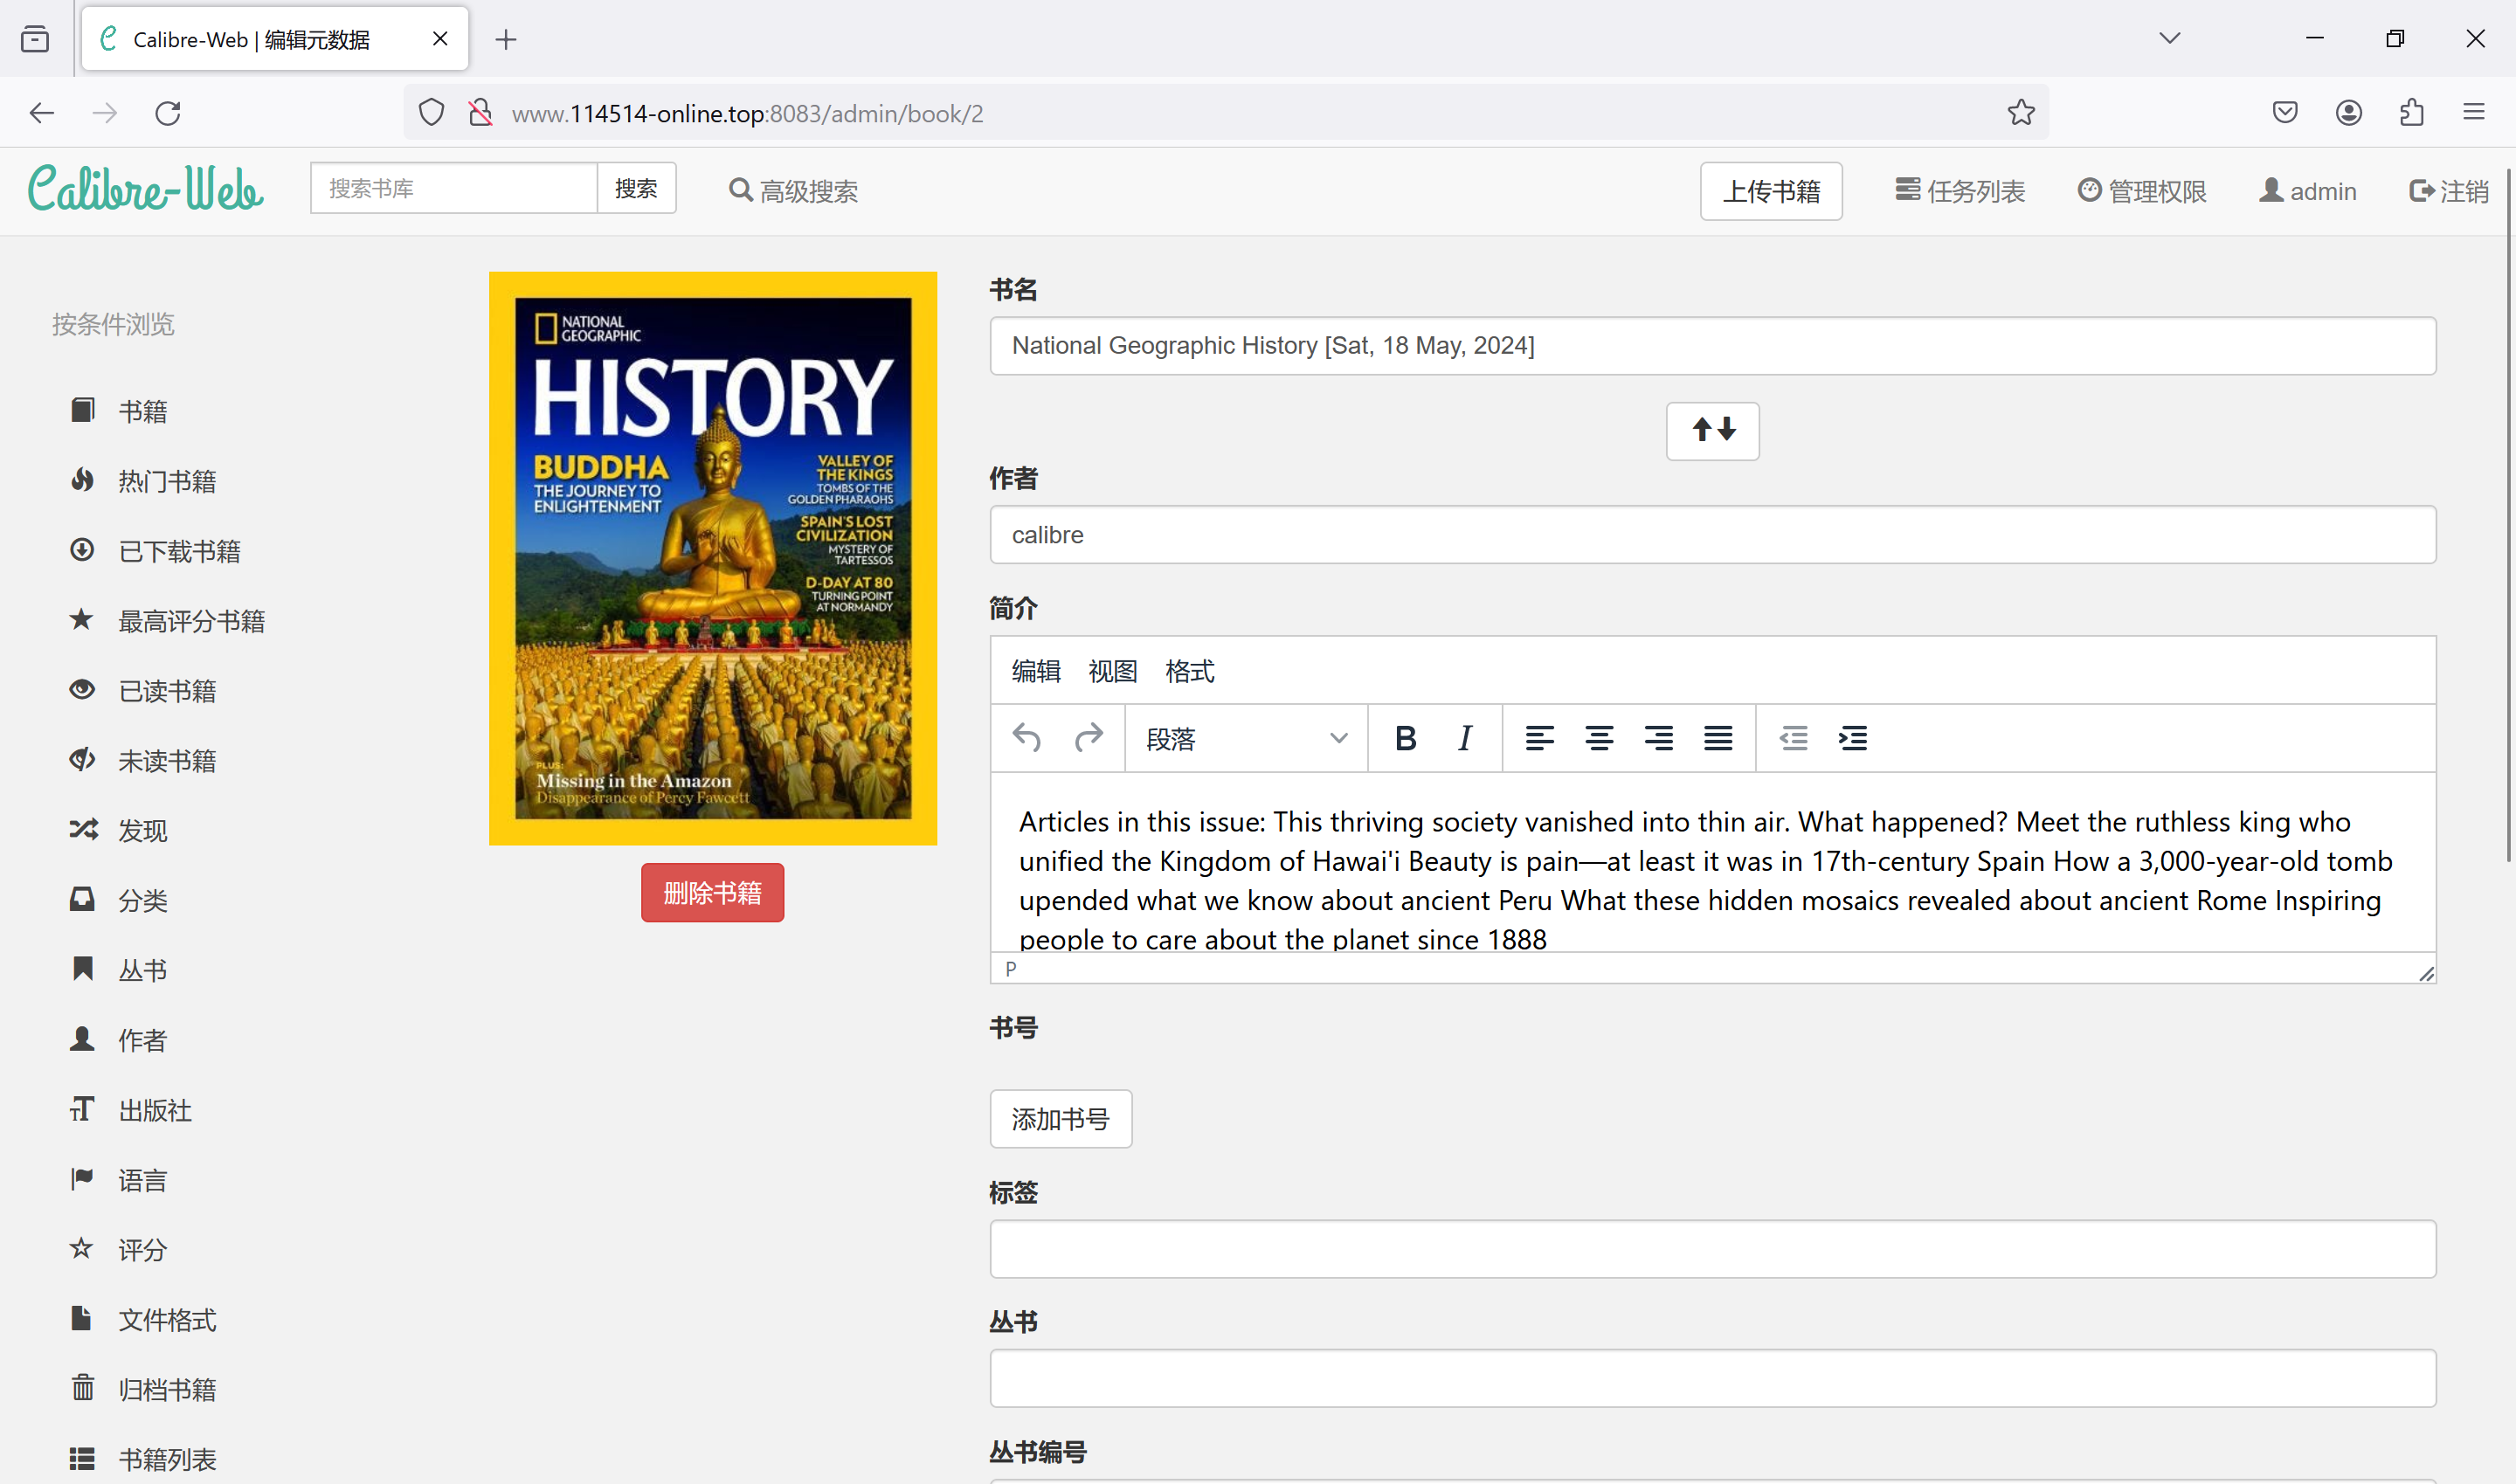 Calibre-Web | 编辑元数据
www.114514-online.top:8083/admin/book/2
Calibre-Web
搜索书库
搜索
高级搜索
上传书籍
任务列表
管理权限
admin
注销
按条件浏览
书籍
热门书籍
已下载书籍
最高评分书籍
已读书籍
未读书籍
发现
分类
丛书
作者
出版社
语言
评分
文件格式
归档书籍
书籍列表
NATIONAL
GEOGRAPHIC
HISTORY
BUDDHA
THE JOURNEY TO
ENLIGHTENMENT
VALLEY OF
THE KINGS
TOMBS OF THE
GOLDEN PHARAOHS
SPAIN'S LOST
CIVILIZATION
MYSTERY OF
TARTESSOS
D-DAY AT 80
TURNING POINT
AT NORMANDY
PLUS:
Missing in the Amazon
Disappearance of Percy Fawcett
删除书籍
书名
National Geographic History [Sat, 18 May, 2024]
作者
calibre
简介
编辑 视图 格式
段落
B I
Articles in this issue: This thriving society vanished into thin air. What happened? Meet the ruthless king who
unified the Kingdom of Hawai'i Beauty is pain—at least it was in 17th-century Spain How a 3,000-year-old tomb
upended what we know about ancient Peru What these hidden mosaics revealed about ancient Rome Inspiring
people to care about the planet since 1888
P
书号
添加书号
标签
丛书
丛书编号